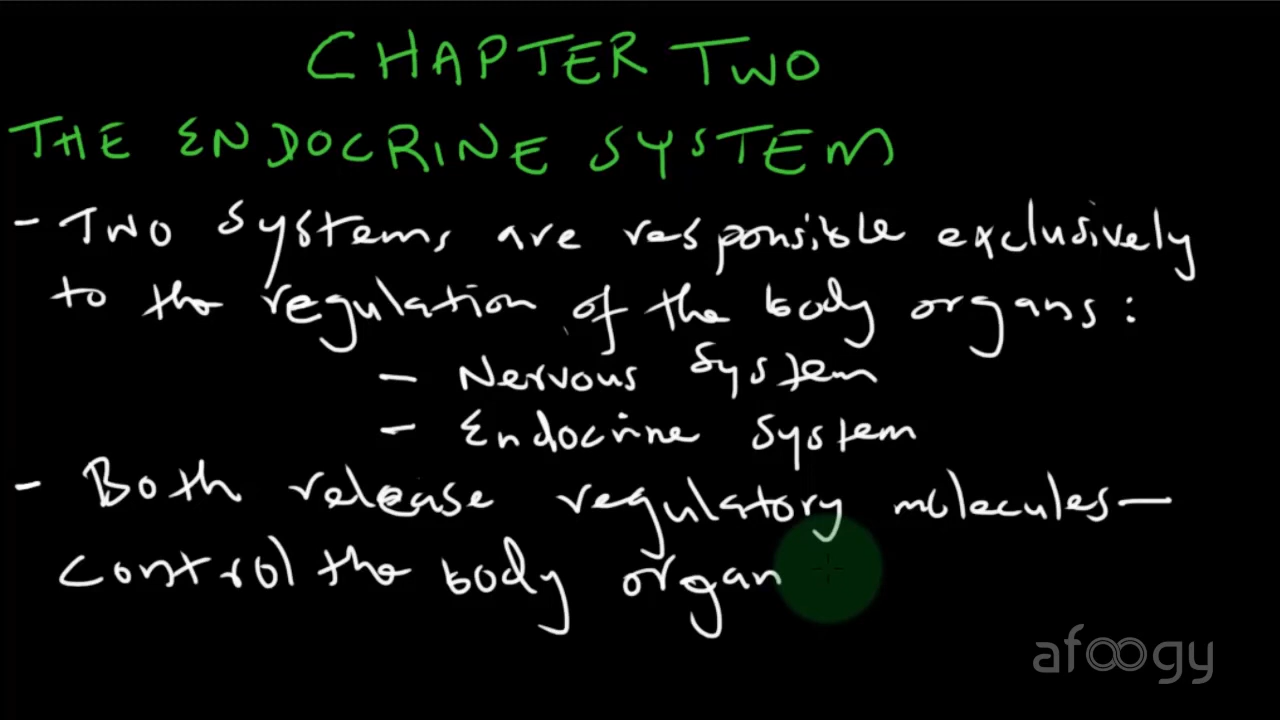 CHAPTER TWO
THE ENDOCRINE SYSTEM
- Two systems are responsible exclusively
to the regulation of the body organs:
- Nervous System
- Endocrine system
- Both release regulatory molecules—
control the body organ
afoogy